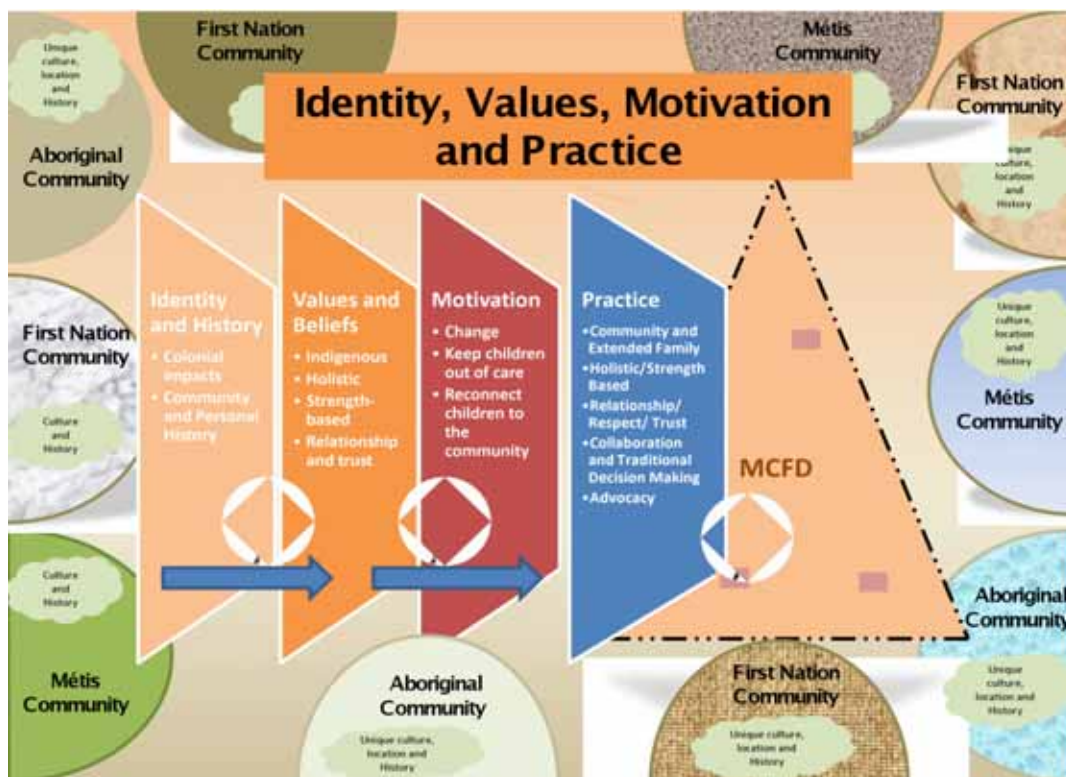 Identity, Values, Motivation
and Practice
Unique
culture,
location
and
History
Aboriginal
Community
First Nation
Community
Métis
Community
First Nation
Community
Unique
culture,
location
and
History
First Nation
Community
Culture
and
History
Identity
and History
• Colonial
impacts
• Community
and Personal
History
Values and
Beliefs
• Indigenous
• Holistic
• Strength-
based
• Relationship
and trust
Motivation
• Change
• Keep children
out of care
• Reconnect
children to
the
community
Practice
•Community and
Extended Family
•Holistic/Strength
Based
•Relationship/
Respect/ Trust
•Collaboration
and Traditional
Decision Making
•Advocacy
MCFD
Unique
culture,
location
and
History
Métis
Community
Culture
and
History
Métis
Community
Aboriginal
Community
Unique culture,
location and
History
First Nation
Community
Unique culture,
location and
History
Aboriginal
Community
Unique
culture,
location and
History